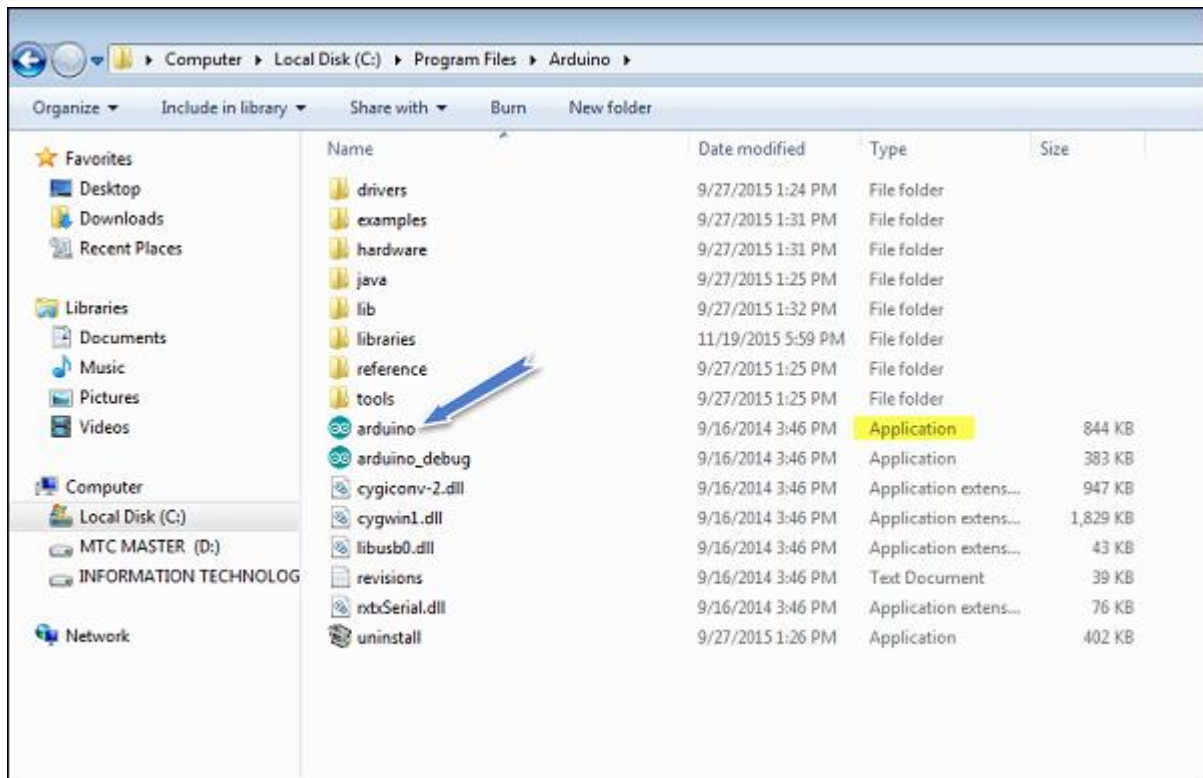 Computer Local Disk (C:) Program Files Arduino
Organize Include in library Share with Burn New folder
Favorites
Desktop
Downloads
Recent Places
Libraries
Documents
Music
Pictures
Videos
Computer
Local Disk (C:)
MTC MASTER (D:)
INFORMATION TECHNOLOG
Network
Name Date modified Type Size
drivers 9/27/2015 1:24 PM File folder
examples 9/27/2015 1:31 PM File folder
hardware 9/27/2015 1:31 PM File folder
java 9/27/2015 1:25 PM File folder
lib 9/27/2015 1:32 PM File folder
libraries 11/19/2015 5:59 PM File folder
reference 9/27/2015 1:25 PM File folder
tools 9/27/2015 1:25 PM File folder
arduino 9/16/2014 3:46 PM Application 844 KB
arduino_debug 9/16/2014 3:46 PM Application 383 KB
cygiconv-2.dll 9/16/2014 3:46 PM Application extens... 947 KB
cygwin1.dll 9/16/2014 3:46 PM Application extens... 1,829 KB
libusb0.dll 9/16/2014 3:46 PM Application extens... 43 KB
revisions 9/16/2014 3:46 PM Text Document 39 KB
rxtxSerial.dll 9/16/2014 3:46 PM Application extens... 76 KB
uninstall 9/27/2015 1:26 PM Application 402 KB